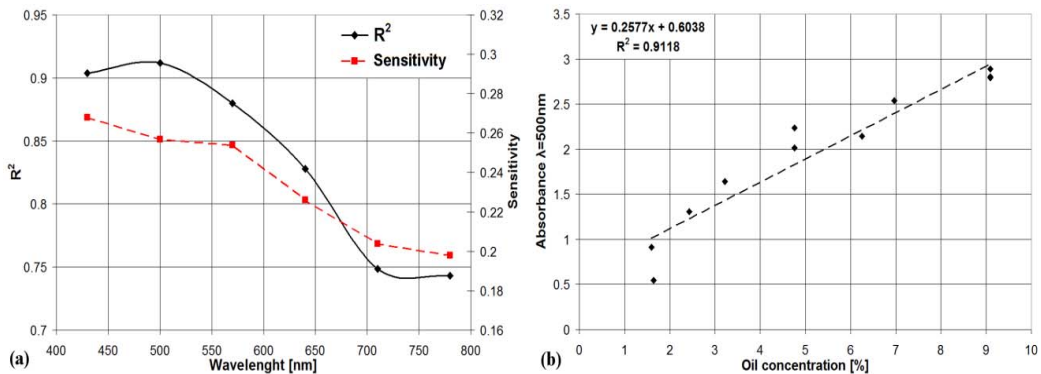 0.95
0.9
0.85
0.8
0.75
0.7
R²
0.32
0.3
0.28
0.26
0.24
0.22
0.2
0.18
0.16
Sensitivity
R²
Sensitivity
400 450 500 550 600 650 700 750 800
Wavelenght [nm]
(a)
y = 0.2577x + 0.6038
R² = 0.9118
3.5
3
2.5
2
1.5
1
0.5
0
Absorbance λ=500nm
0 1 2 3 4 5 6 7 8 9 10
Oil concentration [%]
(b)